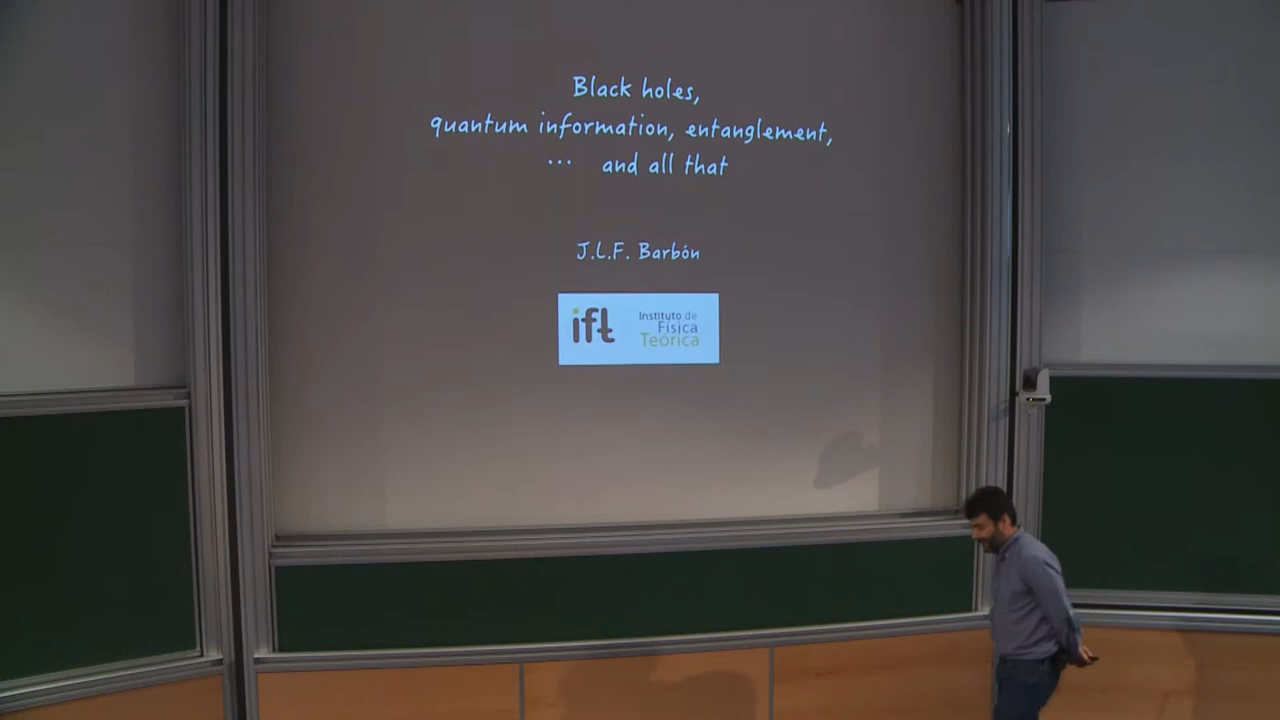 Black holes,
quantum information, entanglement,
... and all that
J.L.F. Barbón
ift
Instituto de
Física
Teórica